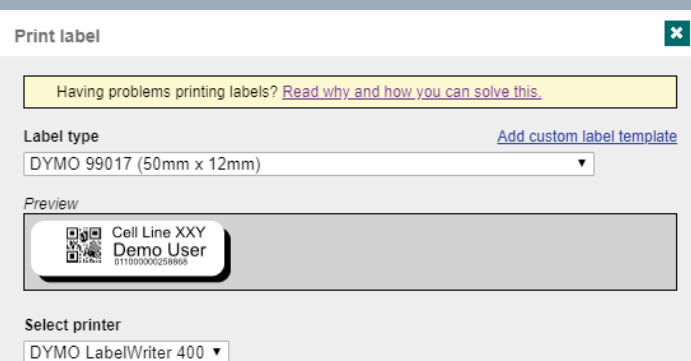 Print label
Having problems printing labels? Read why and how you can solve this.
Label type Add custom label template
DYMO 99017 (50mm x 12mm)
Preview
Cell Line XXY
Demo User
011000000258868
Select printer
DYMO LabelWriter 400